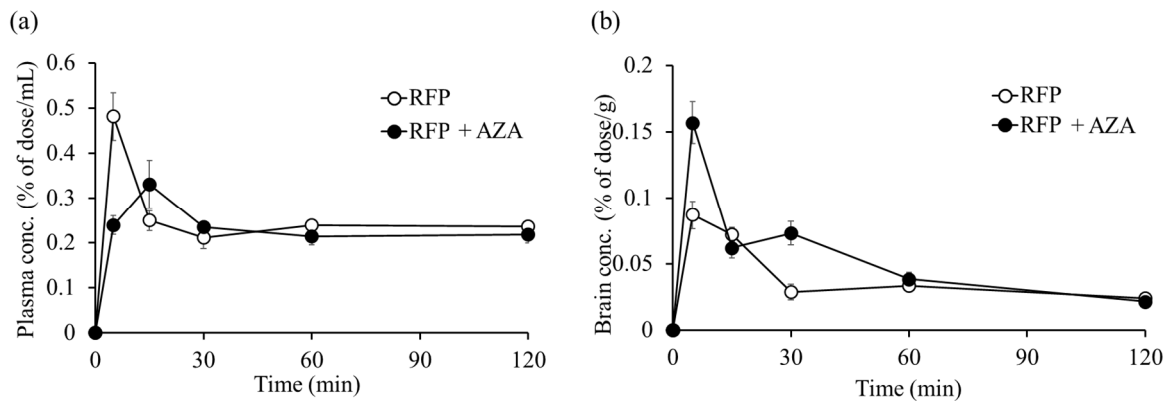 (a)
Plasma conc. (% of dose/mL)
0.6
0.5
0.4
0.3
0.2
0.1
0
0 30 60 90 120
Time (min)
RFP
RFP + AZA
(b)
Brain conc. (% of dose/g)
0.2
0.15
0.1
0.05
0
0 30 60 90 120
Time (min)
RFP
RFP + AZA